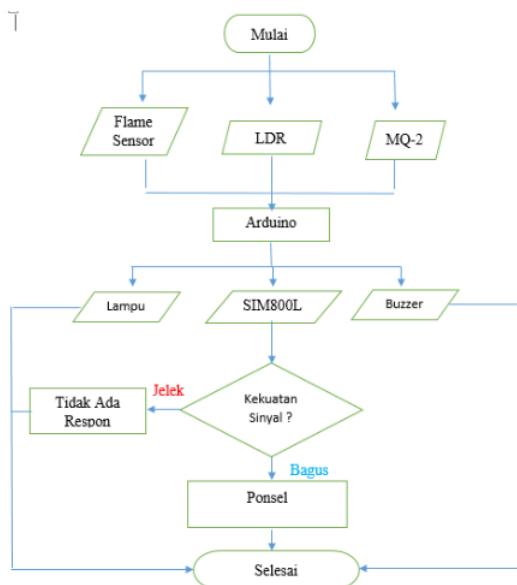 Mulai
Flame
Sensor
LDR
MQ-2
Arduino
Lampu
SIM800L
Buzzer
Jelek
Kekuatan
Sinyal ?
Tidak Ada
Respon
Bagus
Ponsel
Selesai